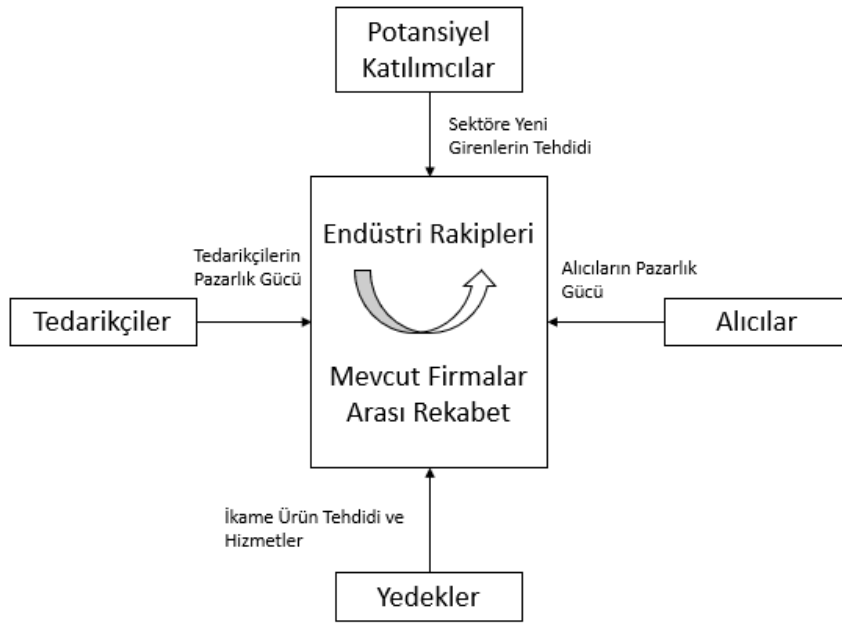 Potansiyel
Katılımcılar
Sektöre Yeni
Girenlerin Tehdidi
Endüstri Rakipleri
Tedarikçilerin
Pazarlık Gücü
Alıcıların Pazarlık
Gücü
Tedarikçiler
Alıcılar
Mevcut Firmalar
Arası Rekabet
İkame Ürün Tehdidi ve
Hizmetler
Yedekler